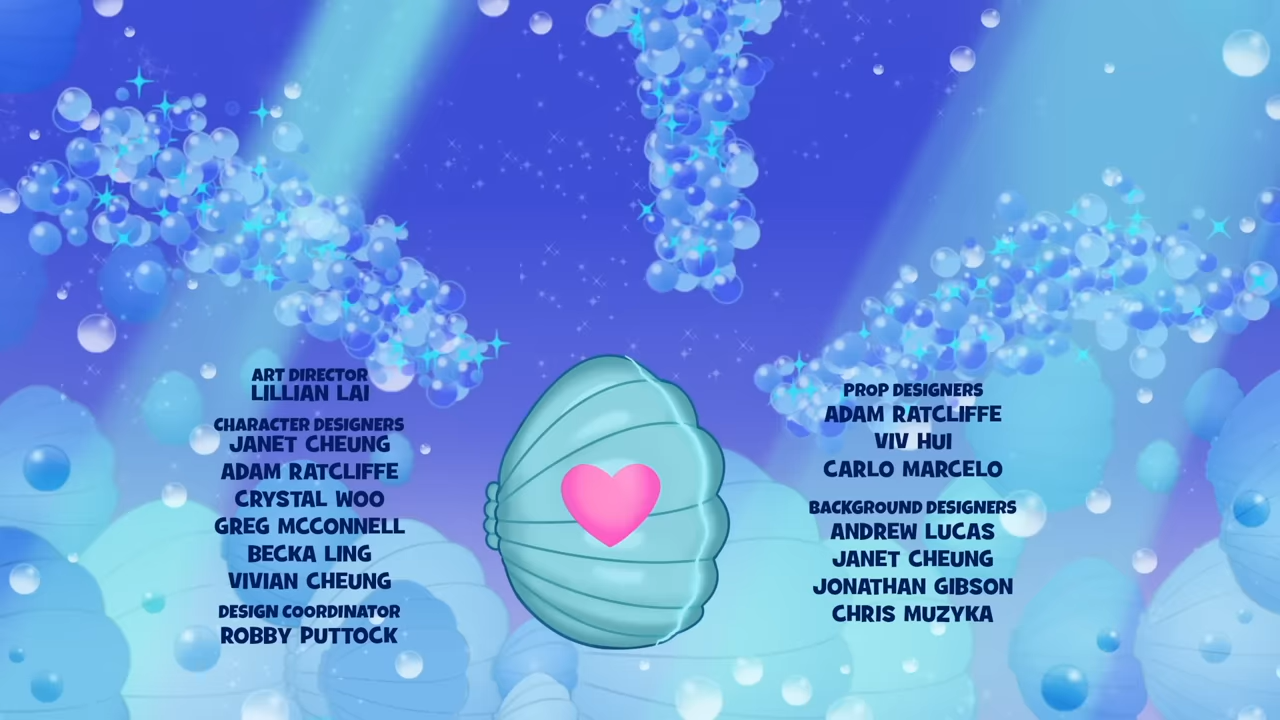 ART DIRECTOR
LILLIAN LAI
CHARACTER DESIGNERS
JANET CHEUNG
ADAM RATCLIFFE
CRYSTAL WOO
GREG MCCONNELL
BECKA LING
VIVIAN CHEUNG
DESIGN COORDINATOR
ROBBY PUTTOCK
PROP DESIGNERS
ADAM RATCLIFFE
VIV HUI
CARLO MARCELO
BACKGROUND DESIGNERS
ANDREW LUCAS
JANET CHEUNG
JONATHAN GIBSON
CHRIS MUZYKA